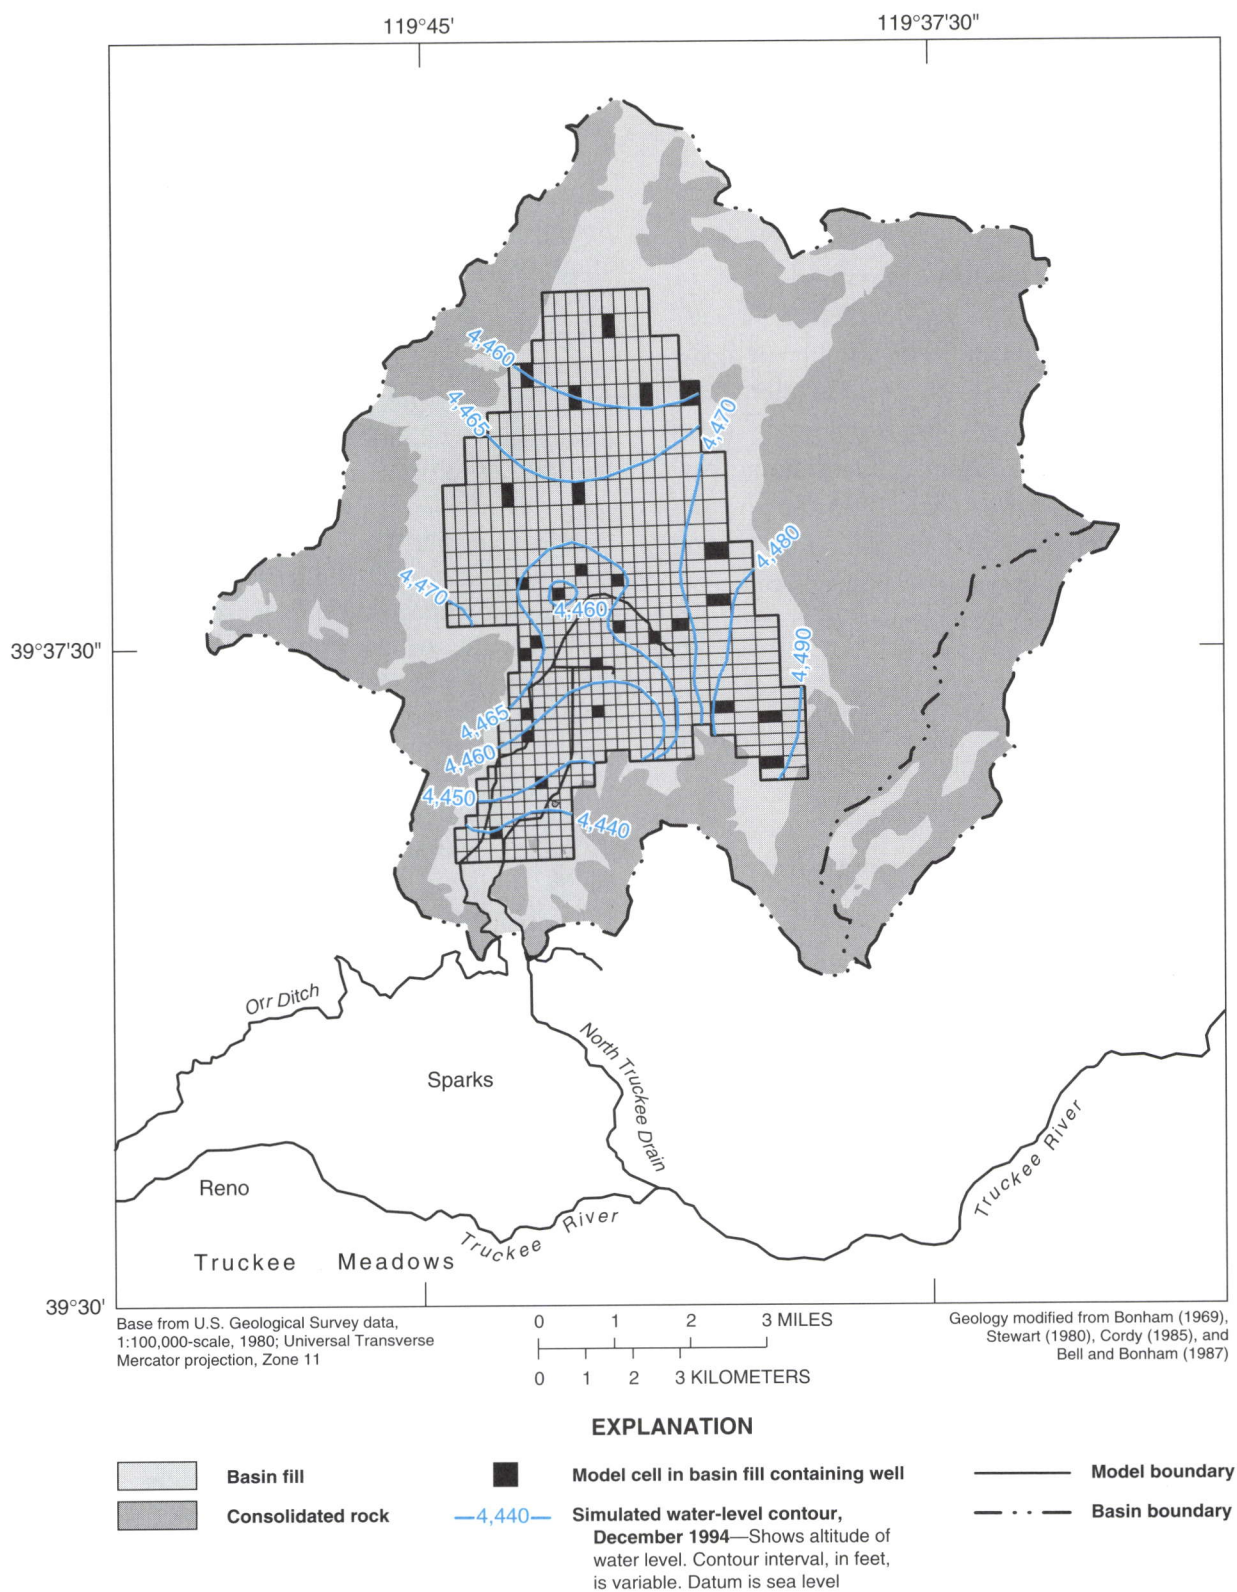 119°45'
119°37'30"
4,460
4,465
4,470
4,480
4,470
4,460
39°37'30"
4,490
4,465
4,460
4,450
4,440
Orr Ditch
North Truckee Drain
Sparks
Truckee River
Reno
Truckee River
Truckee Meadows
39°30'
Base from U.S. Geological Survey data,
1:100,000-scale, 1980; Universal Transverse
Mercator projection, Zone 11
0 1 2 3 MILES
0 1 2 3 KILOMETERS
Geology modified from Bonham (1969),
Stewart (1980), Cordy (1985), and
Bell and Bonham (1987)
EXPLANATION
Basin fill
Consolidated rock
Model cell in basin fill containing well
4,440
Simulated water-level contour,
December 1994—Shows altitude of
water level. Contour interval, in feet,
is variable. Datum is sea level
Model boundary
Basin boundary